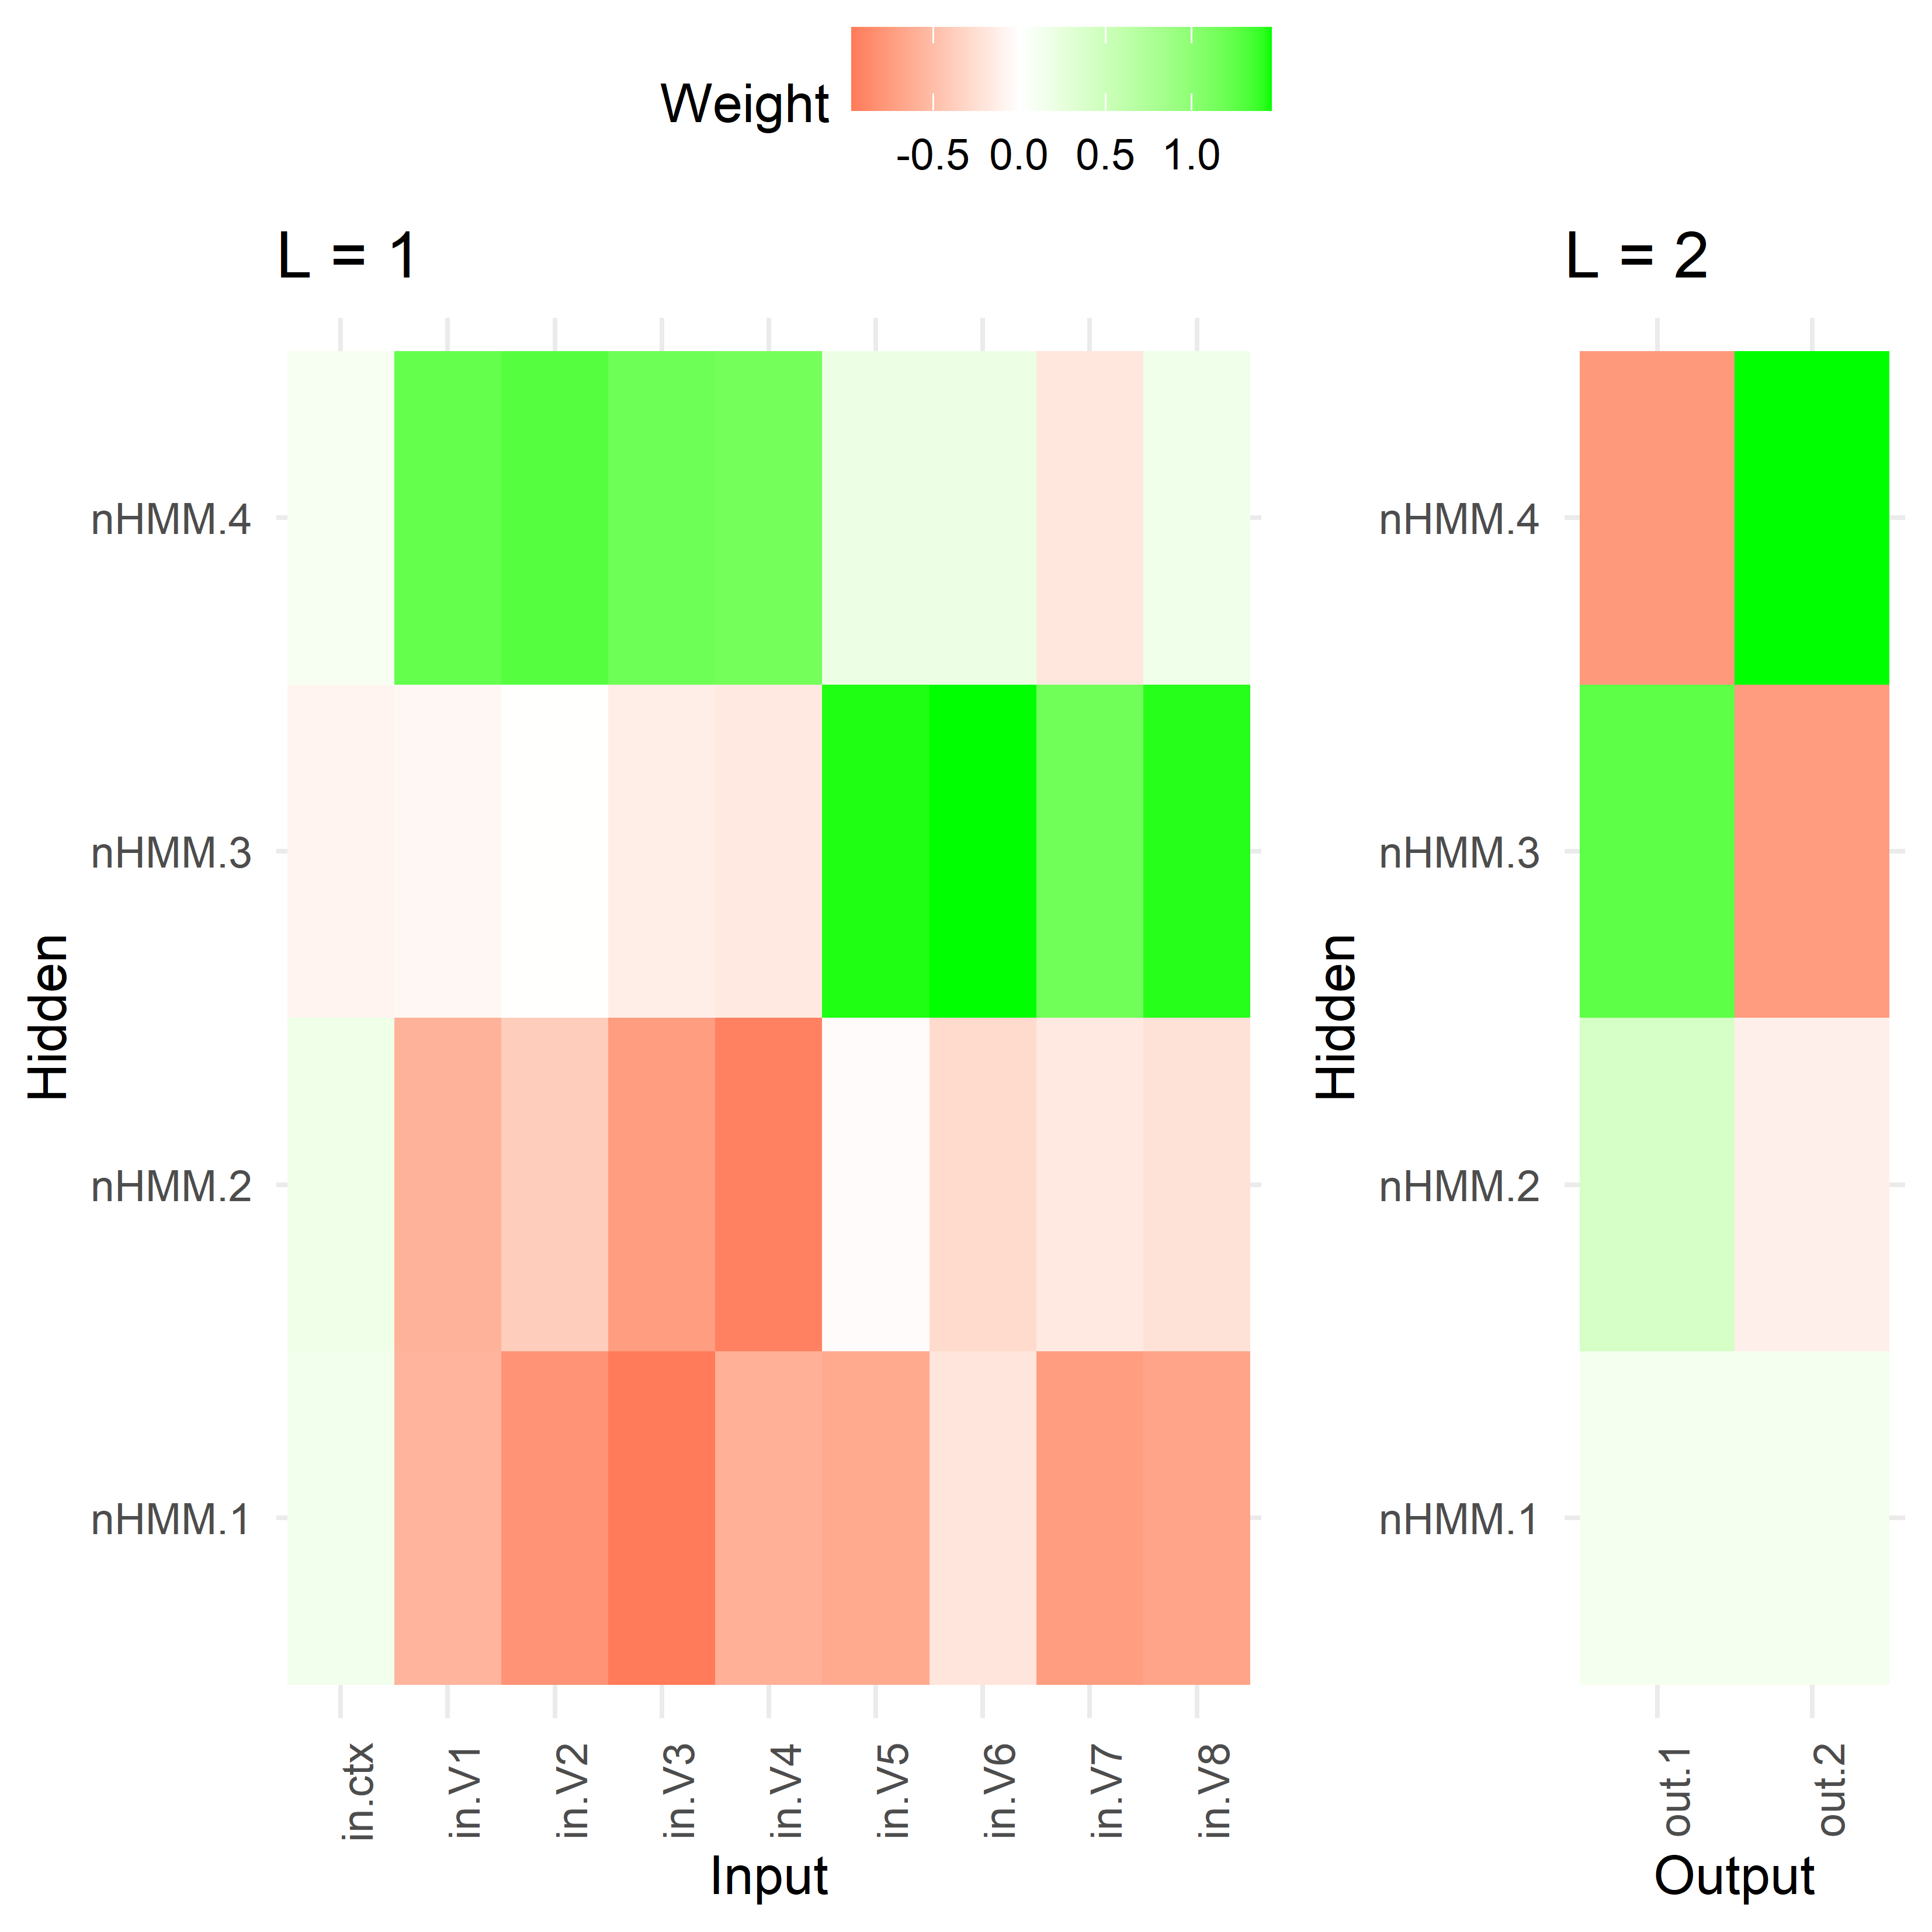 Weight
-0.5 0.0 0.5 1.0
L = 1
L = 2
nHMM.4
nHMM.3
nHMM.2
nHMM.1
Hidden
in.ctx
in.V1
in.V2
in.V3
in.V4
in.V5
in.V6
in.V7
in.V8
Input
nHMM.4
nHMM.3
nHMM.2
nHMM.1
Hidden
out.1
out.2
Output